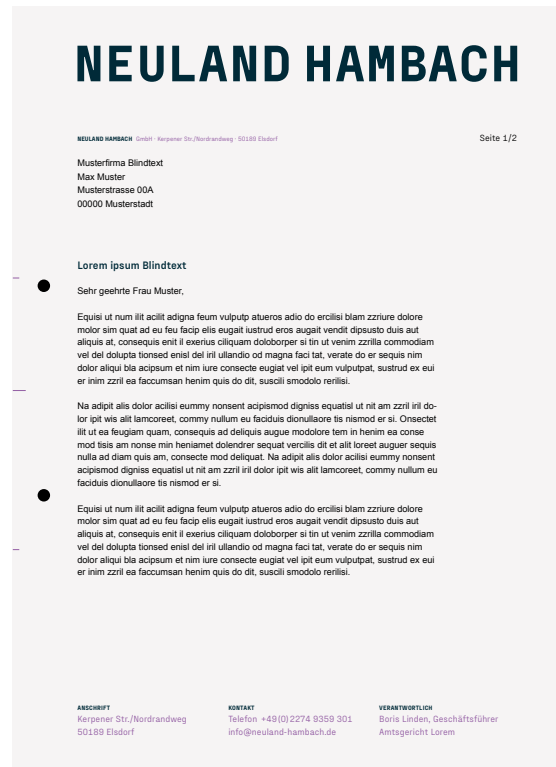 NEULAND HAMBACH
NEULAND HAMBACH GmbH · Kerpener Str./Nordrandweg · 50189 Elsdorf
Seite 1/2
Musterfirma Blindtext
Max Muster
Musterstrasse 00A
00000 Musterstadt
Lorem ipsum Blindtext
Sehr geehrte Frau Muster,
Equisi ut num ilit acilit adigna feum vulputp atueros adio do ercilisi blam zzriure dolore
molor sim quat ad eu feu facip elis eugait iustrud eros augait vendit dipsusto duis aut
aliquis at, consequis enit il exerius ciliquam doloborper si tin ut venim zzrilla commodiam
vel del dolupta tionsed enisl del iril ullandio od magna faci tat, verate do er sequis nim
dolor aliqui bla acipsum et nim iure consecte eugiat vel ipit eum vulputpat, sustrud ex eui
er inim zzril ea faccumsan henim quis do dit, suscili smodolo rerilisi.
Na adipit alis dolor acilisi eummy nonsent acipismod digniss equatisl ut nit am zzril iril do-
lor ipit wis alit lamcoreet, commy nullum eu faciduis dionullaore tis nismod er si. Onsectet
ilit ut ea feugiam quam, consequis ad deliquis augue modolore tem in henim ea conse
mod tisis am nonse min heniamet dolendrer sequat vercilis dit et alit loreet auguer sequis
nulla ad diam quis am, consecte mod deliquat. Na adipit alis dolor acilisi eummy nonsent
acipismod digniss equatisl ut nit am zzril iril dolor ipit wis alit lamcoreet, commy nullum eu
faciduis dionullaore tis nismod er si.
Equisi ut num ilit acilit adigna feum vulputp atueros adio do ercilisi blam zzriure dolore
molor sim quat ad eu feu facip elis eugait iustrud eros augait vendit dipsusto duis aut
aliquis at, consequis enit il exerius ciliquam doloborper si tin ut venim zzrilla commodiam
vel del dolupta tionsed enisl del iril ullandio od magna faci tat, verate do er sequis nim
dolor aliqui bla acipsum et nim iure consecte eugiat vel ipit eum vulputpat, sustrud ex eui
er inim zzril ea faccumsan henim quis do dit, suscili smodolo rerilisi.
ANSCHRIFT
Kerpener Str./Nordrandweg
50189 Elsdorf
KONTAKT
Telefon +49(0)2274 9359 301
info@neuland-hambach.de
VERANTWORTLICH
Boris Linden, Geschäftsführer
Amtsgericht Lorem